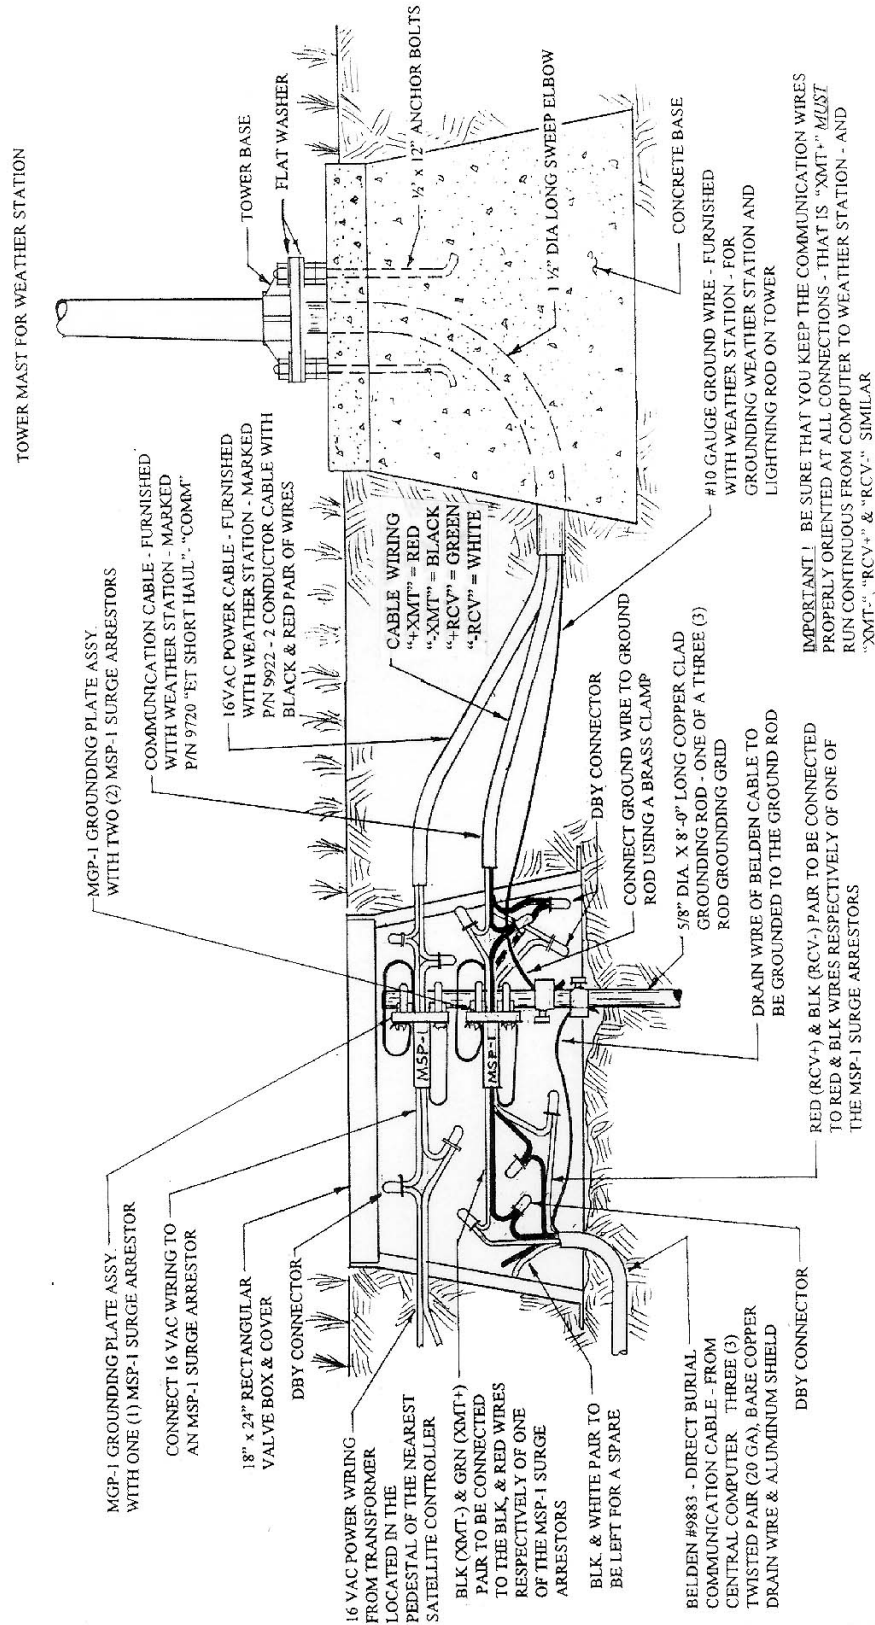 TOWER MAST FOR WEATHER STATION
TOWER BASE
FLAT WASHER
½" x 12" ANCHOR BOLTS
1 ½" DIA LONG SWEEP ELBOW
CONCRETE BASE
MGP-1 GROUNDING PLATE ASSY.
WITH TWO (2) MSP-1 SURGE ARRESTORS
COMMUNICATION CABLE - FURNISHED
WITH WEATHER STATION - MARKED
P/N 9720 "ET SHORT HAUL"- "COMM"
16VAC POWER CABLE - FURNISHED
WITH WEATHER STATION - MARKED
P/N 9922 - 2 CONDUCTOR CABLE WITH
BLACK & RED PAIR OF WIRES
CABLE WIRING
"+XMT" = RED
"-XMT" = BLACK
"+RCV" = GREEN
"-RCV" = WHITE
#10 GAUGE GROUND WIRE - FURNISHED
WITH WEATHER STATION - FOR
GROUNDING WEATHER STATION AND
LIGHTNING ROD ON TOWER
IMPORTANT ! BE SURE THAT YOU KEEP THE COMMUNICATION WIRES
PROPERLY ORIENTED AT ALL CONNECTIONS - THAT IS "XMT+" MUST
RUN CONTINUOUS FROM COMPUTER TO WEATHER STATION - AND
"XMT-", "RCV+" & "RCV-" SIMILAR
MGP-1 GROUNDING PLATE ASSY.
WITH ONE (1) MSP-1 SURGE ARRESTOR
CONNECT 16 VAC WIRING TO
AN MSP-1 SURGE ARRESTOR
18" x 24" RECTANGULAR
VALVE BOX & COVER
DBY CONNECTOR
MSP-1
MSP-1
DBY CONNECTOR
CONNECT GROUND WIRE TO GROUND
ROD USING A BRASS CLAMP
5/8" DIA. X 8'-0" LONG COPPER CLAD
GROUNDING ROD - ONE OF A THREE (3)
ROD GROUNDING GRID
DRAIN WIRE OF BELDEN CABLE TO
BE GROUNDED TO THE GROUND ROD
RED (RCV+) & BLK (RCV-) PAIR TO BE CONNECTED
TO RED & BLK WIRES RESPECTIVELY OF ONE OF
THE MSP-1 SURGE ARRESTORS
16 VAC POWER WIRING
FROM TRANSFORMER
LOCATED IN THE
PEDESTAL OF THE NEAREST
SATELLITE CONTROLLER
BLK (XMT-) & GRN (XMT+)
PAIR TO BE CONNECTED
TO THE BLK, & RED WIRES
RESPECTIVELY OF ONE
OF THE MSP-1 SURGE
ARRESTORS
BLK. & WHITE PAIR TO
BE LEFT FOR A SPARE
BELDEN #9883 - DIRECT BURIAL
COMMUNICATION CABLE - FROM
CENTRAL COMPUTER THREE (3)
TWISTED PAIR (20 GA), BARE COPPER
DRAIN WIRE & ALUMINUM SHIELD
DBY CONNECTOR